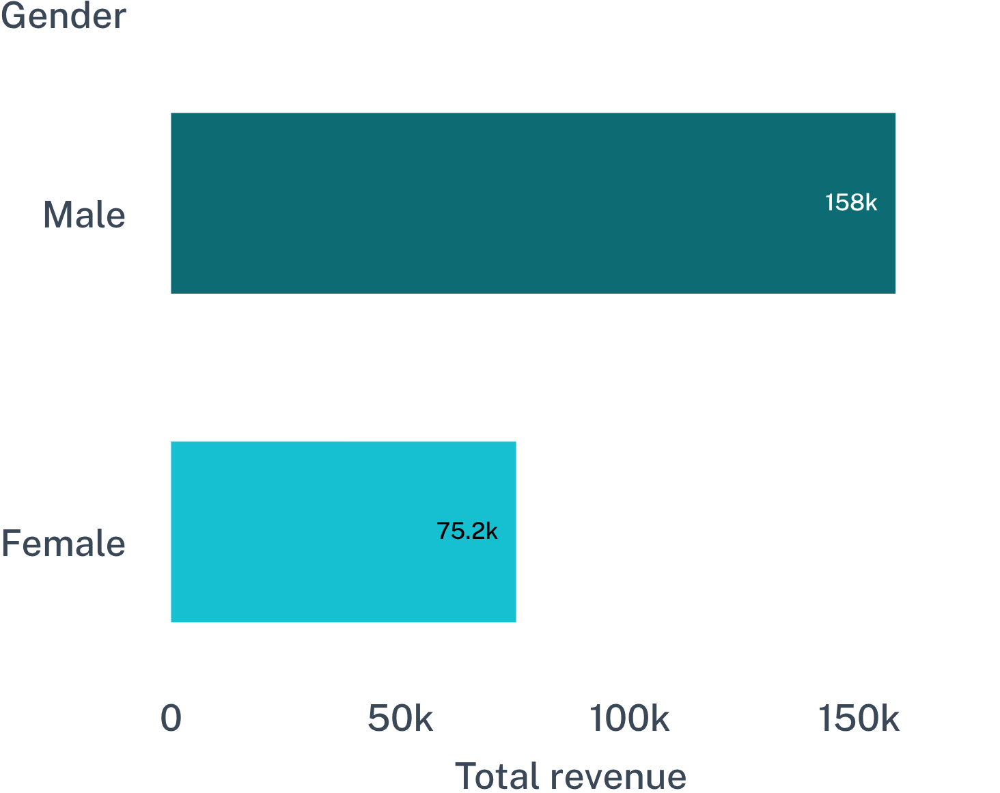 Gender
Male
158k
Female
75.2k
0 50k 100k 150k
Total revenue